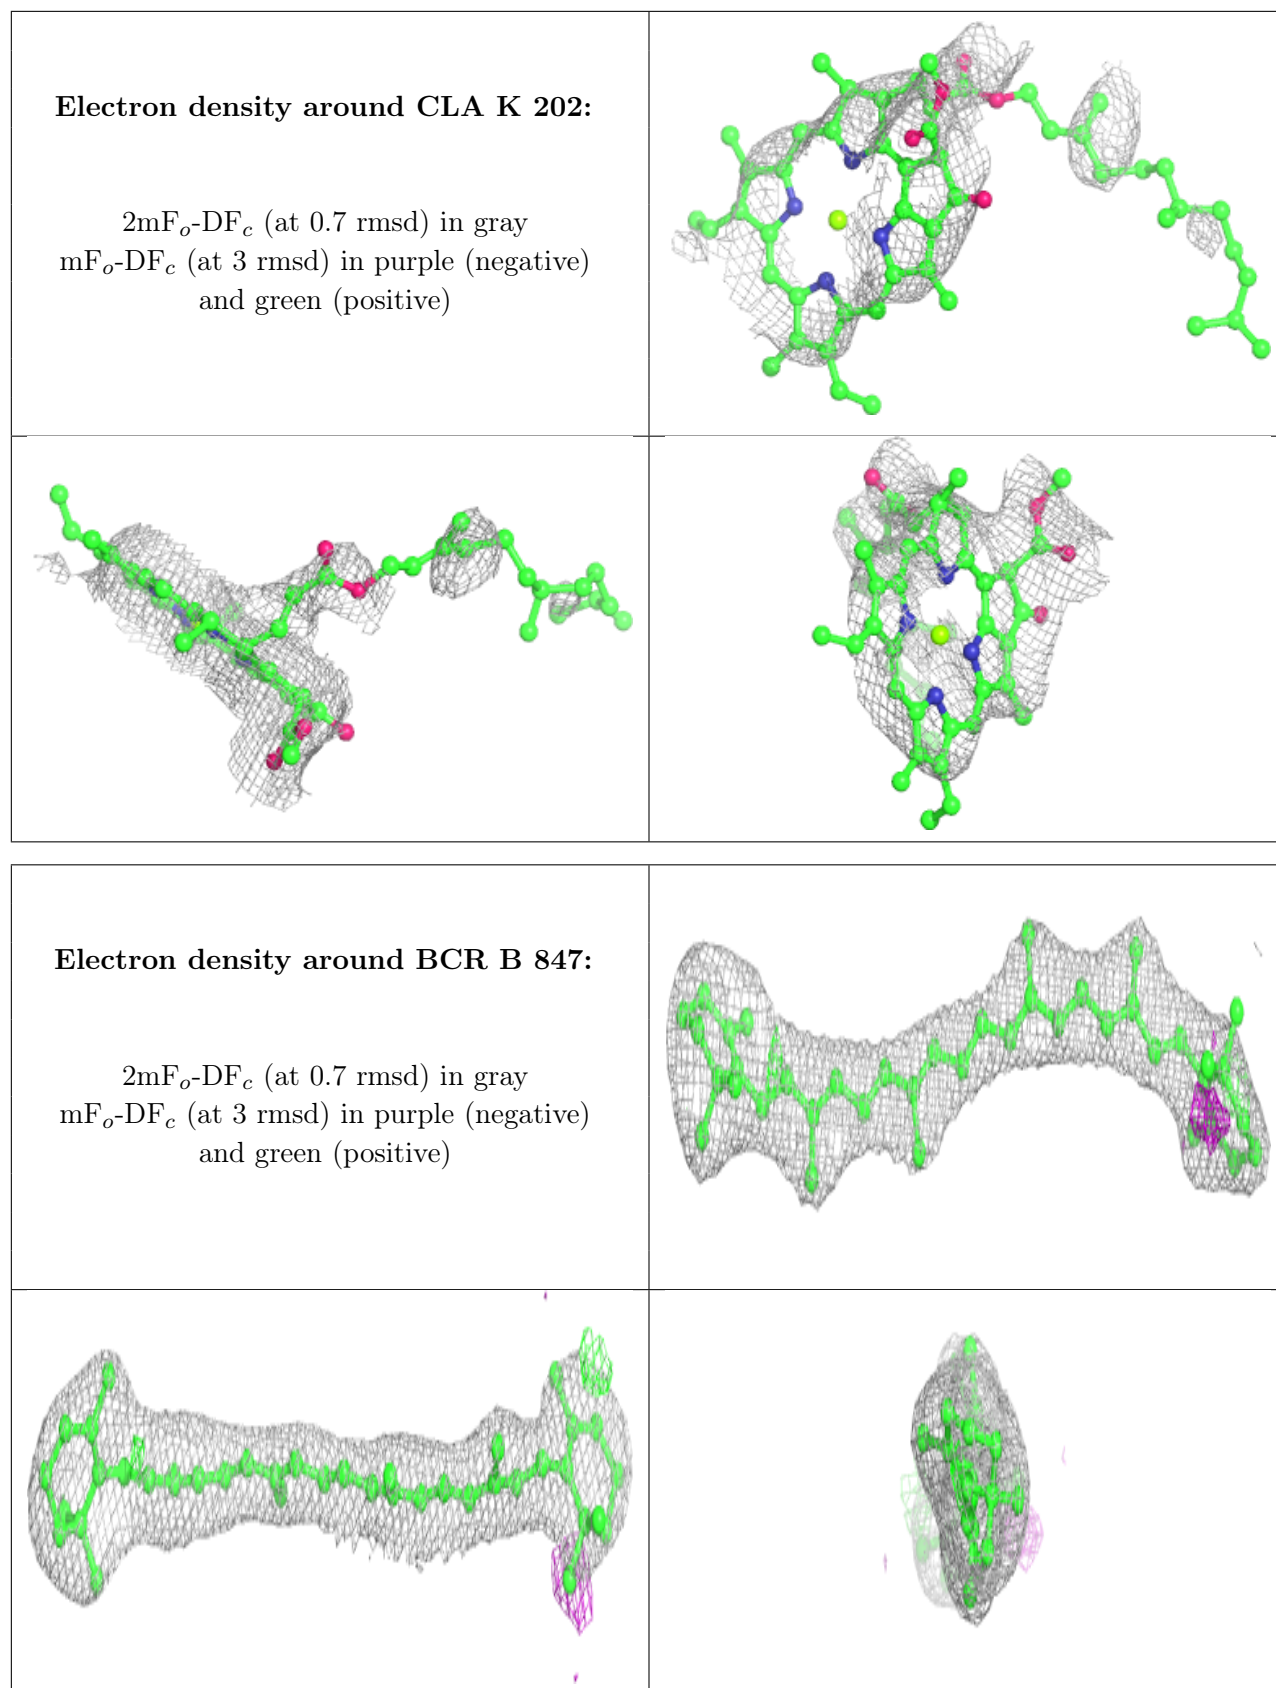 Electron density around CLA K 202:
2mFo-DFc (at 0.7 rmsd) in gray
mFo-DFc (at 3 rmsd) in purple (negative)
and green (positive)
Electron density around BCR B 847:
2mFo-DFc (at 0.7 rmsd) in gray
mFo-DFc (at 3 rmsd) in purple (negative)
and green (positive)